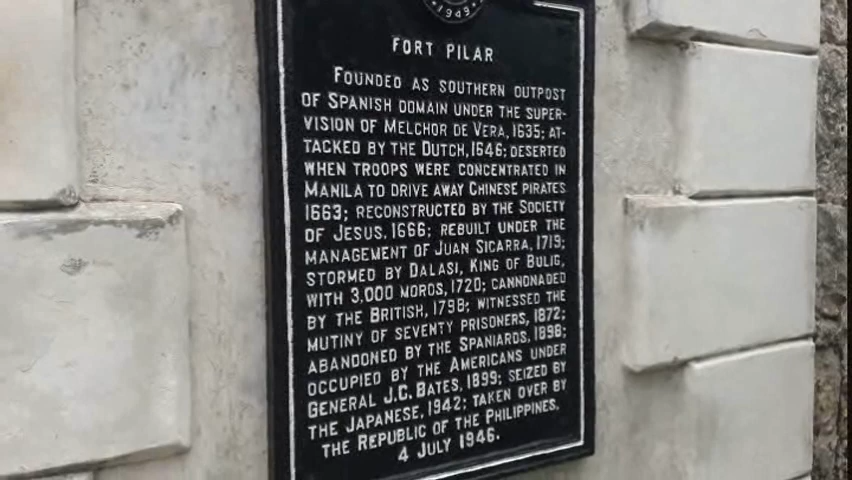 1949
FORT PILAR
FOUNDED AS SOUTHERN OUTPOST
OF SPANISH DOMAIN UNDER THE SUPER-
VISION OF MELCHOR DE VERA, 1635; AT-
TACKED BY THE DUTCH, 1646; DESERTED
WHEN TROOPS WERE CONCENTRATED IN
MANILA TO DRIVE AWAY CHINESE PIRATES
1663; RECONSTRUCTED BY THE SOCIETY
OF JESUS, 1666; REBUILT UNDER THE
MANAGEMENT OF JUAN SICARRA, 1719;
STORMED BY DALASI, KING OF BULIG,
WITH 3,000 MOROS, 1720; CANNONADED
BY THE BRITISH, 1798; WITNESSED THE
MUTINY OF SEVENTY PRISONERS, 1872;
ABANDONED BY THE SPANIARDS, 1898;
OCCUPIED BY THE AMERICANS UNDER
GENERAL J.C. BATES, 1899; SEIZED BY
THE JAPANESE, 1942; TAKEN OVER BY
THE REPUBLIC OF THE PHILIPPINES,
4 JULY 1946.